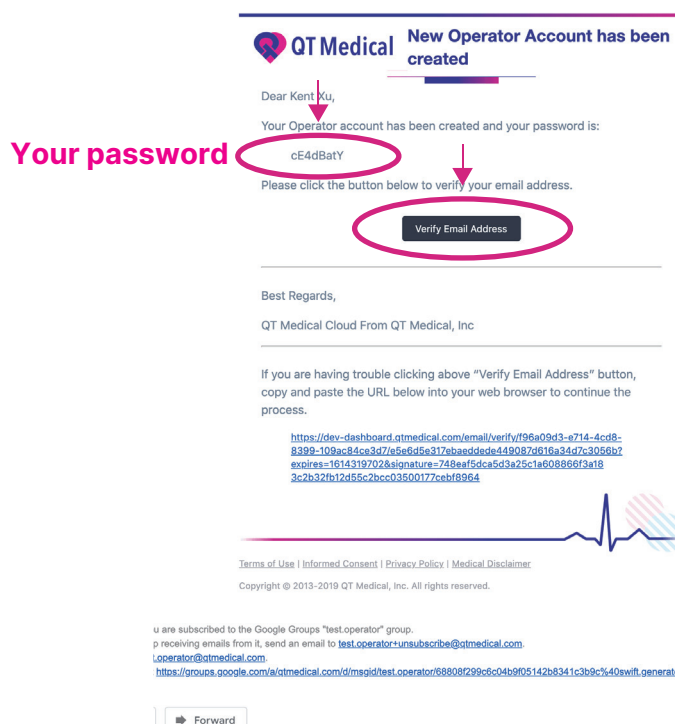 QT Medical
New Operator Account has been
created
Dear Kent Xu,
Your Operator account has been created and your password is:
Your password
cE4dBatY
Please click the button below to verify your email address.
Verify Email Address
Best Regards,
QT Medical Cloud From QT Medical, Inc
If you are having trouble clicking above “Verify Email Address” button,
copy and paste the URL below into your web browser to continue the
process.
https://dev-dashboard.qtmedical.com/email/verify/f96a09d3-e714-4cd8-
8399-109ac84ce3d7/e5e6d5e317ebaeddede449087d616a34d7c3056b?
expires=1614319702&signature=748eaf5dca5d3a25c1a608866f3a18
3c2b32fb12d55c2bcc03500177cebf8964
Terms of Use | Informed Consent | Privacy Policy | Medical Disclaimer
Copyright © 2013-2019 QT Medical, Inc. All rights reserved.
u are subscribed to the Google Groups "test.operator" group.
p receiving emails from it, send an email to test.operator+unsubscribe@qtmedical.com.
t.operator@qtmedical.com.
https://groups.google.com/a/qtmedical.com/d/msgid/test.operator/68808f299c6c04b9f05142b8341c3b9c%40swift.generat
Forward